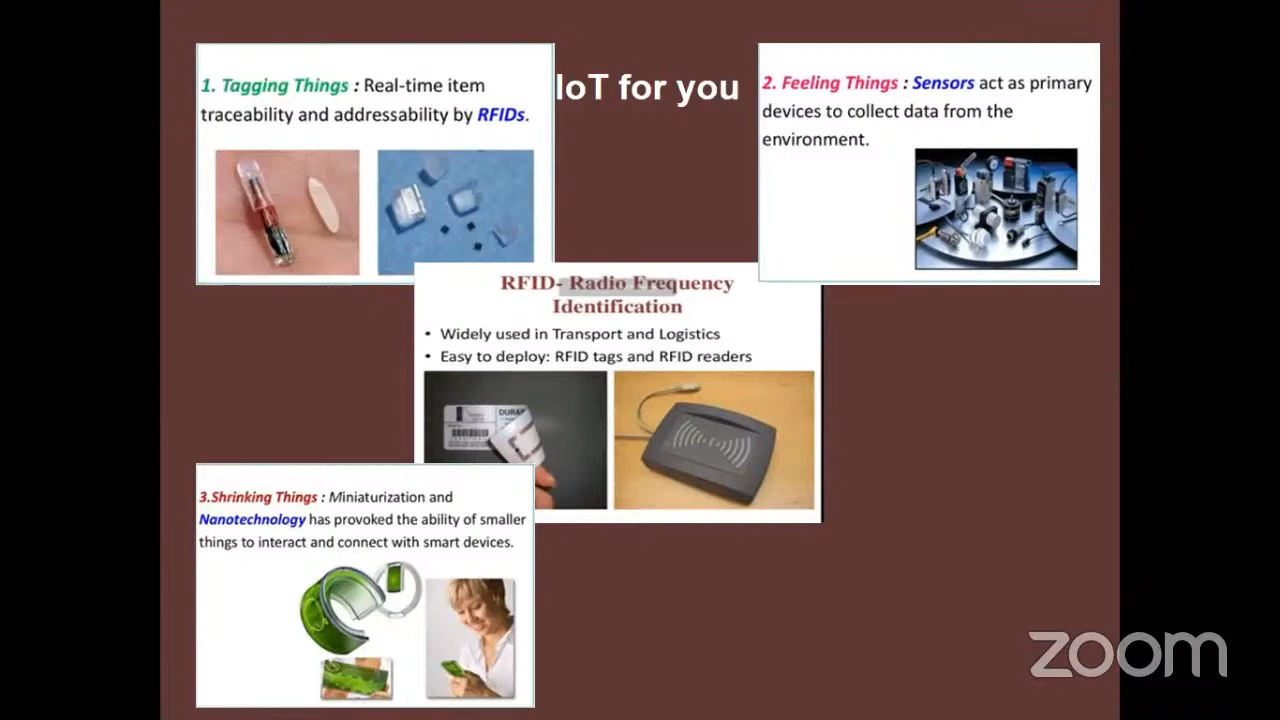 IoT for you
1. Tagging Things : Real-time item
traceability and addressability by RFIDs.
2. Feeling Things : Sensors act as primary
devices to collect data from the
environment.
RFID- Radio Frequency
Identification
• Widely used in Transport and Logistics
• Easy to deploy: RFID tags and RFID readers
DURAB
3.Shrinking Things : Miniaturization and
Nanotechnology has provoked the ability of smaller
things to interact and connect with smart devices.
zoom